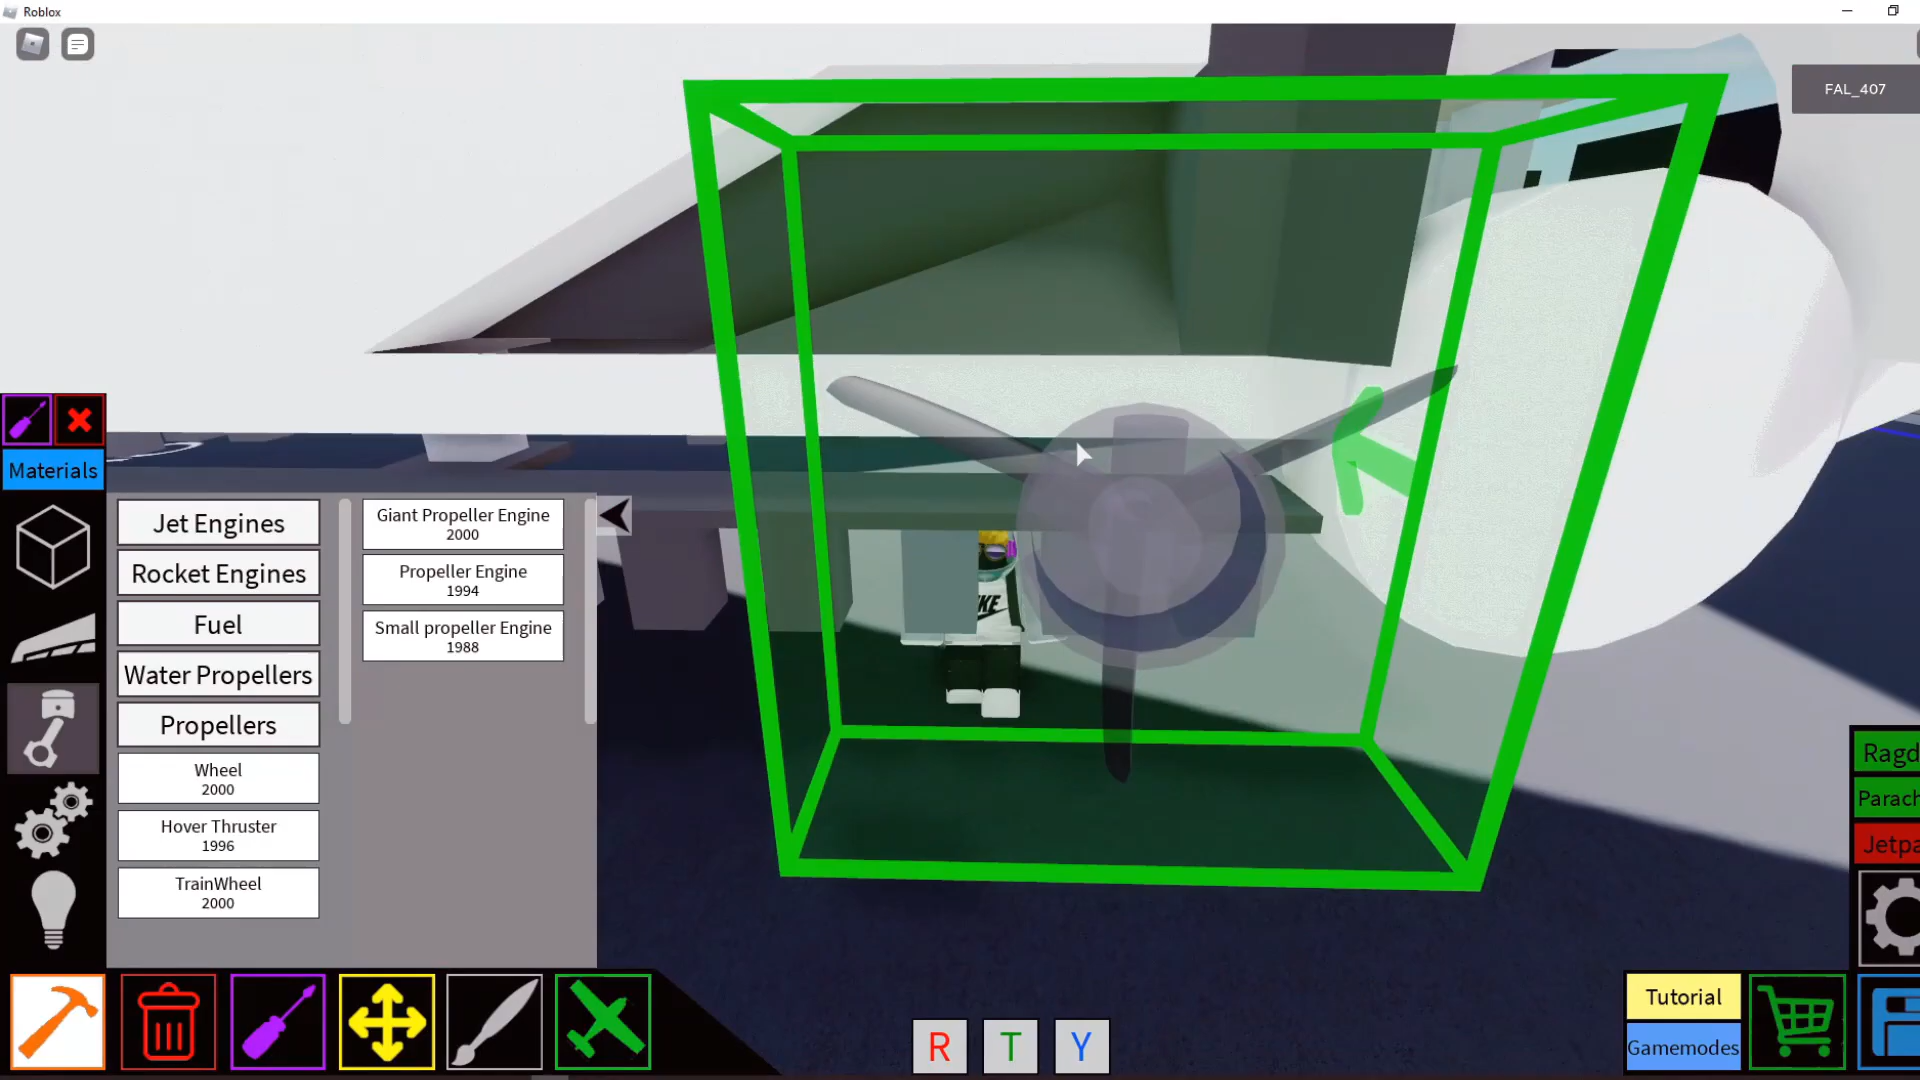 Roblox
FAL_407
Materials
Jet Engines
Rocket Engines
Fuel
Water Propellers
Propellers
Wheel
2000
Hover Thruster
1996
TrainWheel
2000
Giant Propeller Engine
2000
Propeller Engine
1994
Small propeller Engine
1988
Ragd
Parach
Jetpa
Tutorial
Gamemodes
R T Y